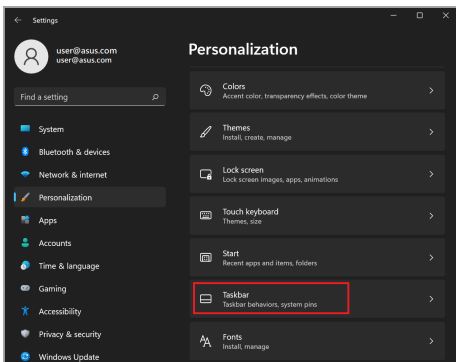 Settings
user@asus.com
user@asus.com
Find a setting
System
Bluetooth & devices
Network & internet
Personalization
Apps
Accounts
Time & language
Gaming
Accessibility
Privacy & security
Windows Update
Personalization
Colors
Accent color, transparency effects, color theme
Themes
Install, create, manage
Lock screen
Lock screen images, apps, animations
Touch keyboard
Themes, size
Start
Recent apps and items, folders
Taskbar
Taskbar behaviors, system pins
Fonts
Install, manage